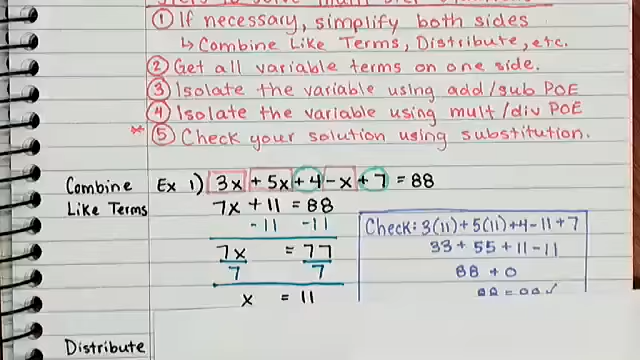 ① If necessary, simplify both sides
↳ Combine Like Terms, Distribute, etc.
② Get all variable terms on one side.
③ Isolate the variable using add/sub POE
④ Isolate the variable using mult/div POE
** ⑤ Check your solution using substitution.
Combine Like Terms
Ex 1) 3x + 5x + 4 - x + 7 = 88
7x + 11 = 88
-11 -11
7x = 77
7 7
x = 11
Check: 3(11) + 5(11) + 4 - 11 + 7
33 + 55 + 11 - 11
88 + 0
Distribute